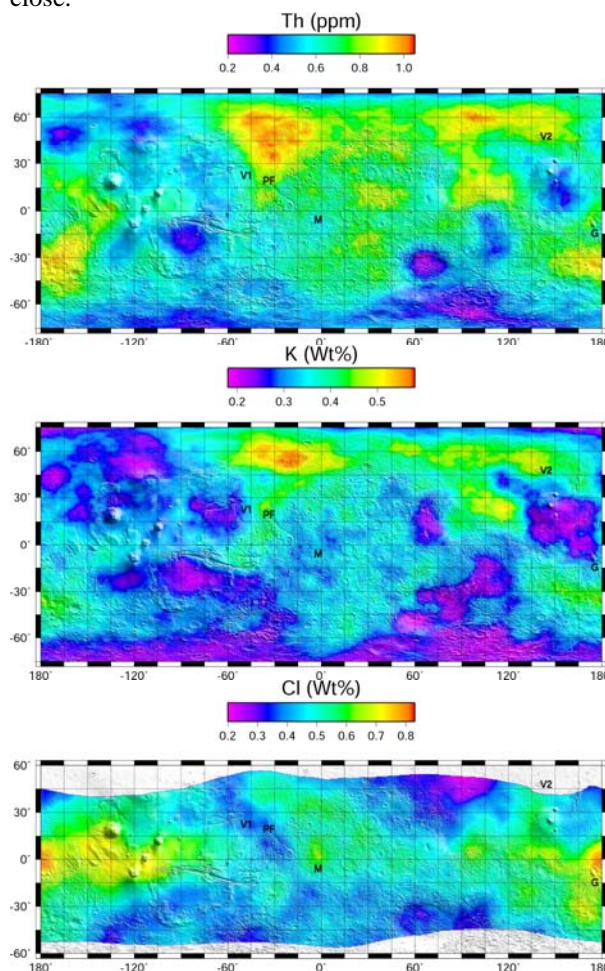 close.
Th (ppm)
0.2 0.4 0.6 0.8 1.0
60˚
30˚
0˚
-30˚
-60˚
V1
PF
M
V2
G
-180˚ -120˚ -60˚ 0˚ 60˚ 120˚ 180˚
K (Wt%)
0.2 0.3 0.4 0.5
60˚
30˚
0˚
-30˚
-60˚
V1
PF
M
V2
G
180˚ -120˚ -60˚ 0˚ 60˚ 120˚ 180˚
Cl (Wt%)
0.2 0.3 0.4 0.5 0.6 0.7 0.8
60˚
30˚
0˚
-30˚
-60˚
V1
PF
M
V2
G
180˚ -120˚ -60˚ 0˚ 60˚ 120˚ 180˚